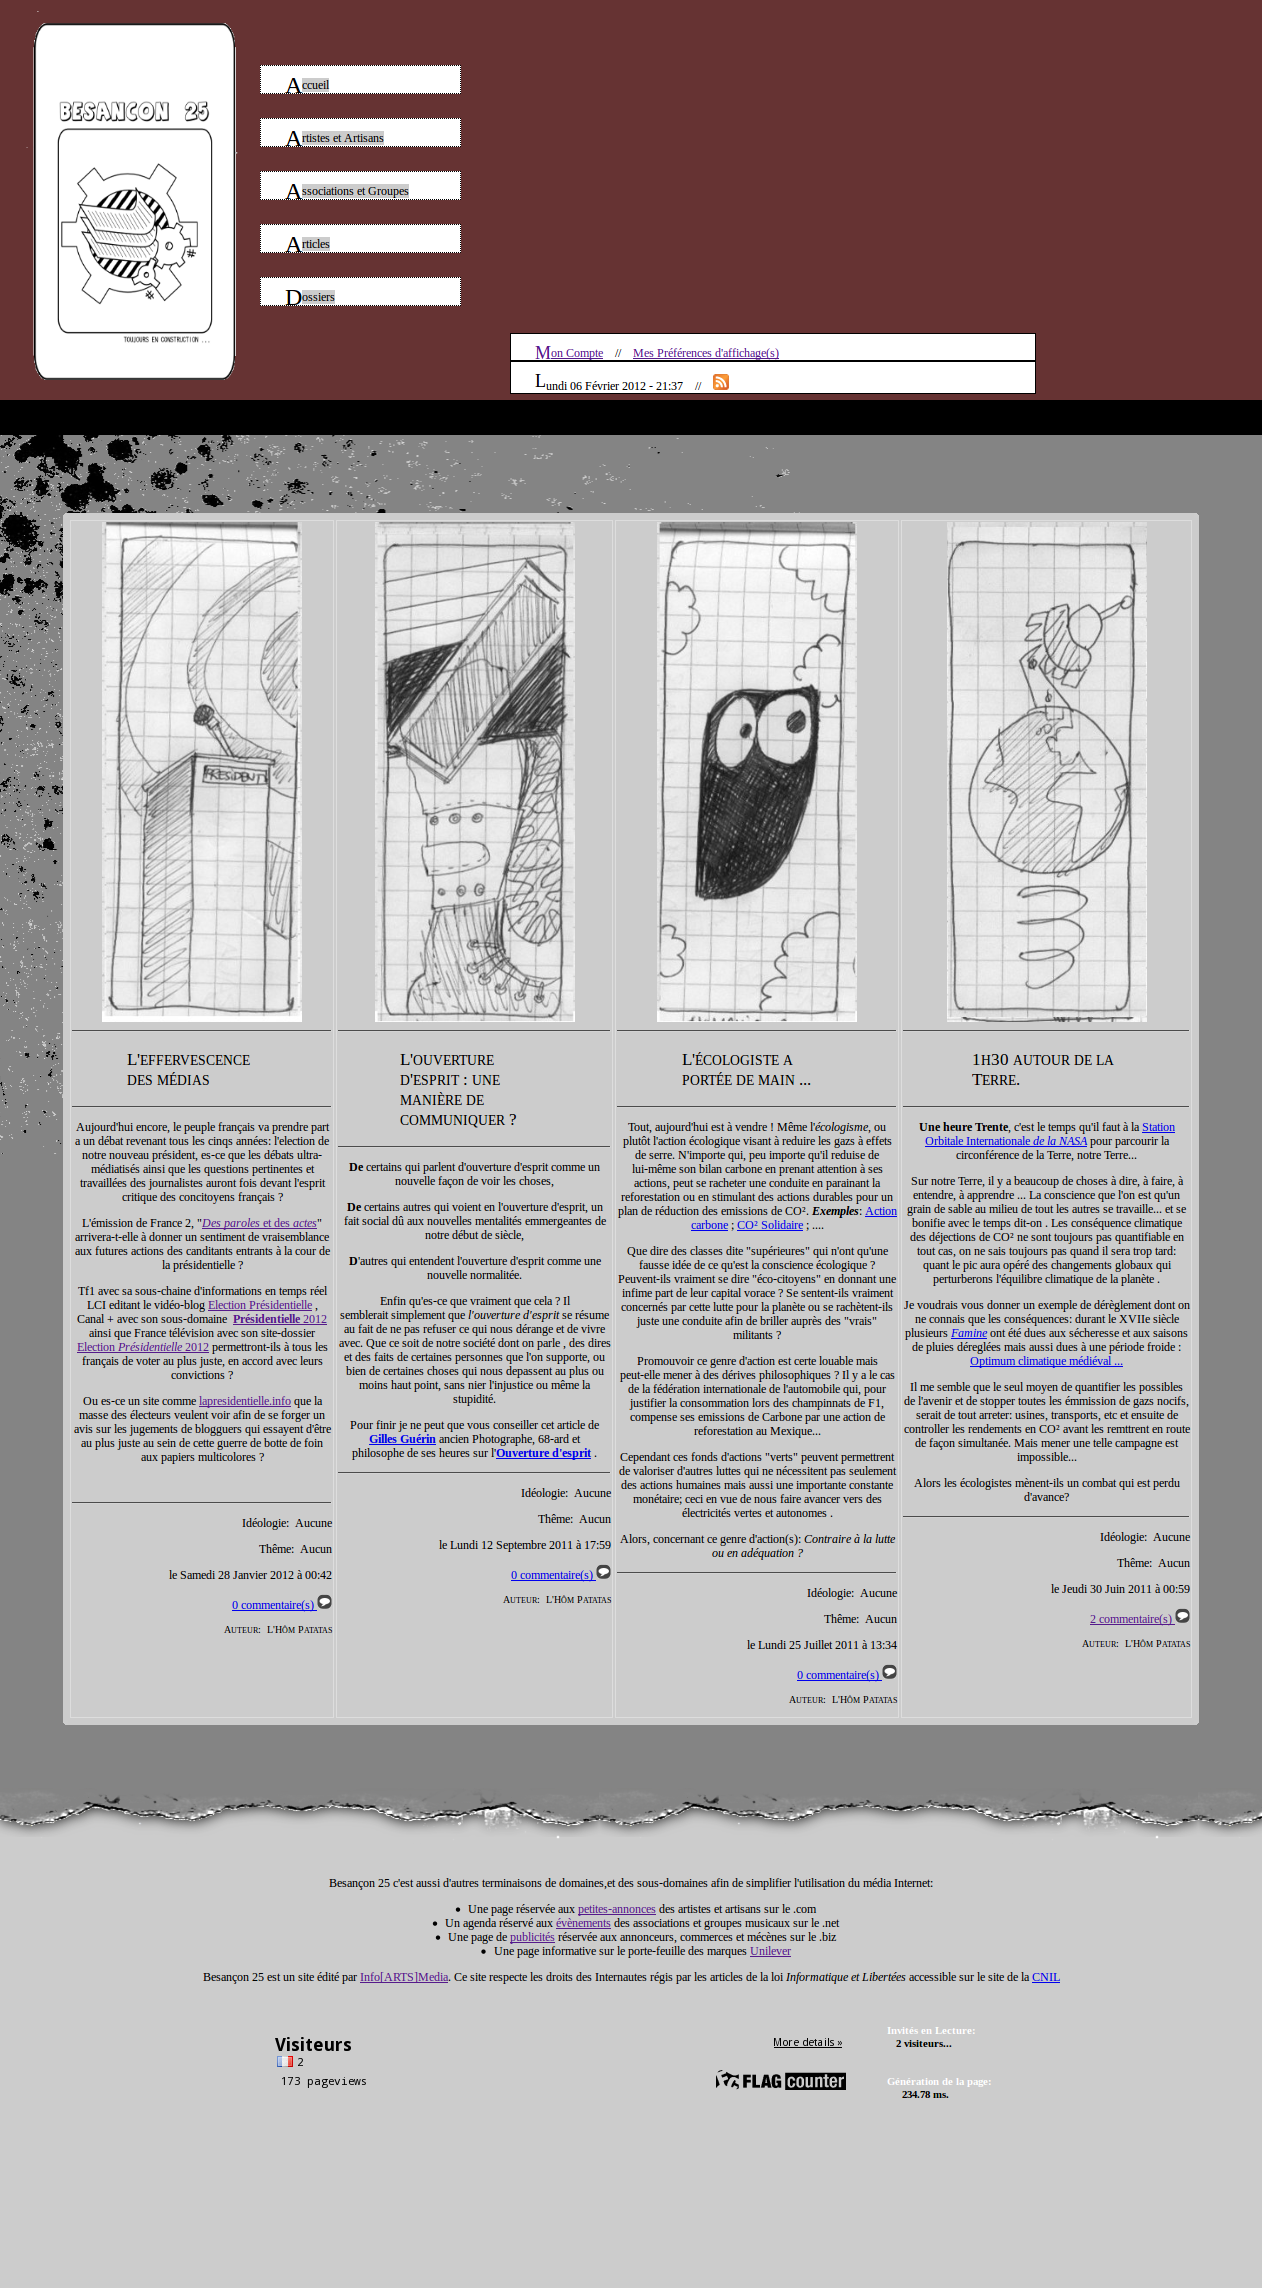 BESANCON 25
TOUJOURS EN CONSTRUCTION ...
Accueil
Artistes et Artisans
Associations et Groupes
Articles
Dossiers
Mon Compte // Mes Préférences d'affichage(s)
Lundi 06 Février 2012 - 21:37 //
PRESIDENT
L'effervescence
des médias
Aujourd'hui encore, le peuple français va prendre part
a un débat revenant tous les cinqs années: l'election de
notre nouveau président, es-ce que les débats ultra-
médiatisés ainsi que les questions pertinentes et
travaillées des journalistes auront fois devant l'esprit
critique des concitoyens français ?
L'émission de France 2, "Des paroles et des actes"
arrivera-t-elle à donner un sentiment de vraisemblance
aux futures actions des canditants entrants à la cour de
la présidentielle ?
Tf1 avec sa sous-chaine d'informations en temps réel
LCI editant le vidéo-blog Election Présidentielle ,
Canal + avec son sous-domaine Présidentielle 2012
ainsi que France télévision avec son site-dossier
Election Présidentielle 2012 permettront-ils à tous les
français de voter au plus juste, en accord avec leurs
convictions ?
Ou es-ce un site comme lapresidentielle.info que la
masse des électeurs veulent voir afin de se forger un
avis sur les jugements de blogguers qui essayent d'être
au plus juste au sein de cette guerre de botte de foin
aux papiers multicolores ?
Idéologie: Aucune
Thême: Aucun
le Samedi 28 Janvier 2012 à 00:42
0 commentaire(s)
Auteur: L'Hôm Patatas
L'ouverture
d'esprit : une
manière de
communiquer ?
De certains qui parlent d'ouverture d'esprit comme un
nouvelle façon de voir les choses,
De certains autres qui voient en l'ouverture d'esprit, un
fait social dû aux nouvelles mentalités emmergeantes de
notre début de siècle,
D'autres qui entendent l'ouverture d'esprit comme une
nouvelle normalitée.
Enfin qu'es-ce que vraiment que cela ? Il
semblerait simplement que l'ouverture d'esprit se résume
au fait de ne pas refuser ce qui nous dérange et de vivre
avec. Que ce soit de notre société dont on parle , des dires
et des faits de certaines personnes que l'on supporte, ou
bien de certaines choses qui nous depassent au plus ou
moins haut point, sans nier l'injustice ou même la
stupidité.
Pour finir je ne peut que vous conseiller cet article de
Gilles Guérin ancien Photographe, 68-ard et
philosophe de ses heures sur l'Ouverture d'esprit .
Idéologie: Aucune
Thême: Aucun
le Lundi 12 Septembre 2011 à 17:59
0 commentaire(s)
Auteur: L'Hôm Patatas
L'écologiste a
portée de main ...
Tout, aujourd'hui est à vendre ! Même l'écologisme, ou
plutôt l'action écologique visant à reduire les gazs à effets
de serre. N'importe qui, peu importe qu'il reduise de
lui-même son bilan carbone en prenant attention à ses
actions, peut se racheter une conduite en parainant la
reforestation ou en stimulant des actions durables pour un
plan de réduction des emissions de CO². Exemples: Action
carbone ; CO² Solidaire ; ....
Que dire des classes dite "supérieures" qui n'ont qu'une
fausse idée de ce qu'est la conscience écologique ?
Peuvent-ils vraiment se dire "éco-citoyens" en donnant une
infime part de leur capital vorace ? Se sentent-ils vraiment
concernés par cette lutte pour la planète ou se rachètent-ils
juste une conduite afin de briller auprès des "vrais"
militants ?
Promouvoir ce genre d'action est certe louable mais
peut-elle mener à des dérives philosophiques ? Il y a le cas
de la fédération internationale de l'automobile qui, pour
justifier la consommation lors des champinnats de F1,
compense ses emissions de Carbone par une action de
reforestation au Mexique...
Cependant ces fonds d'actions "verts" peuvent permettrent
de valoriser d'autres luttes qui ne nécessitent pas seulement
des actions humaines mais aussi une importante constante
monétaire; ceci en vue de nous faire avancer vers des
électricités vertes et autonomes .
Alors, concernant ce genre d'action(s): Contraire à la lutte
ou en adéquation ?
Idéologie: Aucune
Thême: Aucun
le Lundi 25 Juillet 2011 à 13:34
0 commentaire(s)
Auteur: L'Hôm Patatas
1h30 autour de la
Terre.
Une heure Trente, c'est le temps qu'il faut à la Station
Orbitale Internationale de la NASA pour parcourir la
circonférence de la Terre, notre Terre...
Sur notre Terre, il y a beaucoup de choses à dire, à faire, à
entendre, à apprendre ... La conscience que l'on est qu'un
grain de sable au milieu de tout les autres se travaille... et se
bonifie avec le temps dit-on . Les conséquence climatique
des déjections de CO² ne sont toujours pas quantifiable en
tout cas, on ne sais toujours pas quand il sera trop tard:
quant le pic aura opéré des changements globaux qui
perturberons l'équilibre climatique de la planète .
Je voudrais vous donner un exemple de dérèglement dont on
ne connais que les conséquences: durant le XVIIe siècle
plusieurs Famine ont été dues aux sécheresse et aux saisons
de pluies déreglées mais aussi dues à une période froide :
Optimum climatique médiéval ...
Il me semble que le seul moyen de quantifier les possibles
de l'avenir et de stopper toutes les émmission de gazs nocifs,
serait de tout arreter: usines, transports, etc et ensuite de
controller les rendements en CO² avant les remttrent en route
de façon simultanée. Mais mener une telle campagne est
impossible...
Alors les écologistes mènent-ils un combat qui est perdu
d'avance?
Idéologie: Aucune
Thême: Aucun
le Jeudi 30 Juin 2011 à 00:59
2 commentaire(s)
Auteur: L'Hôm Patatas
Besançon 25 c'est aussi d'autres terminaisons de domaines,et des sous-domaines afin de simplifier l'utilisation du média Internet:
• Une page réservée aux petites-annonces des artistes et artisans sur le .com
• Un agenda réservé aux évènements des associations et groupes musicaux sur le .net
• Une page de publicités réservée aux annonceurs, commerces et mécènes sur le .biz
• Une page informative sur le porte-feuille des marques Unilever
Besançon 25 est un site édité par Info[ARTS]Media. Ce site respecte les droits des Internautes régis par les articles de la loi Informatique et Libertées accessible sur le site de la CNIL
Visiteurs
2
173 pageviews
More details »
FLAG counter
Invités en Lecture:
2 visiteurs...
Génération de la page:
234.78 ms.